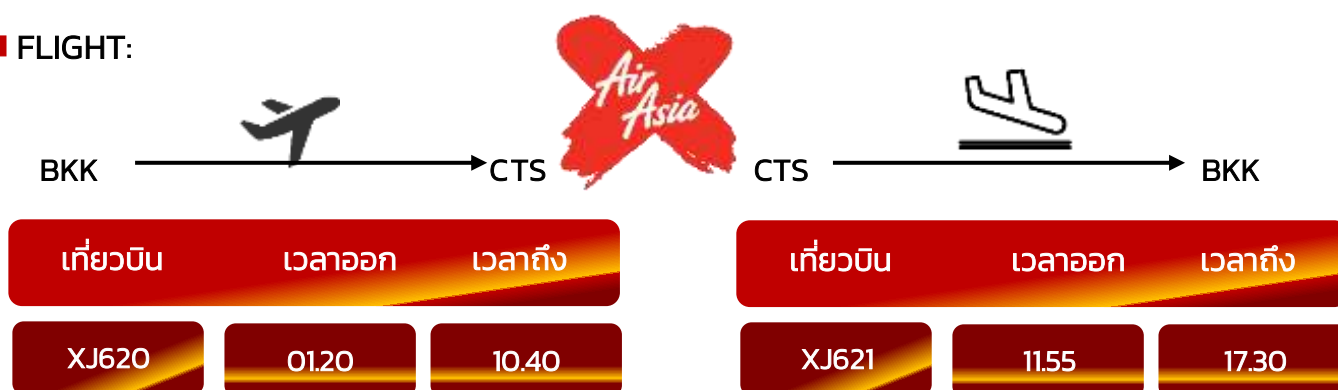 FLIGHT:
Air
Asia
BKK CTS CTS BKK
เที่ยวบิน เวลาออก เวลาถึง เที่ยวบิน เวลาออก เวลาถึง
XJ620 01.20 10.40 XJ621 11.55 17.30